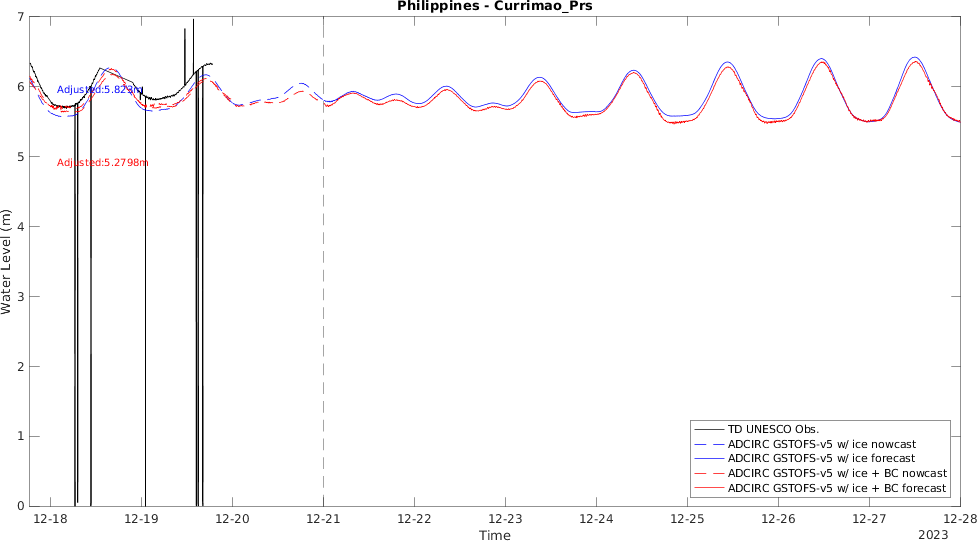 Philippines - Currimao_Prs
7
6
5
4
3
2
1
0
Water Level (m)
Adjusted:5.823m
Adjusted:5.2798m
TD UNESCO Obs.
ADCIRC GSTOFS-v5 w/ ice nowcast
ADCIRC GSTOFS-v5 w/ ice forecast
ADCIRC GSTOFS-v5 w/ ice + BC nowcast
ADCIRC GSTOFS-v5 w/ ice + BC forecast
12-18 12-19 12-20 12-21 12-22 12-23 12-24 12-25 12-26 12-27 12-28
Time
2023